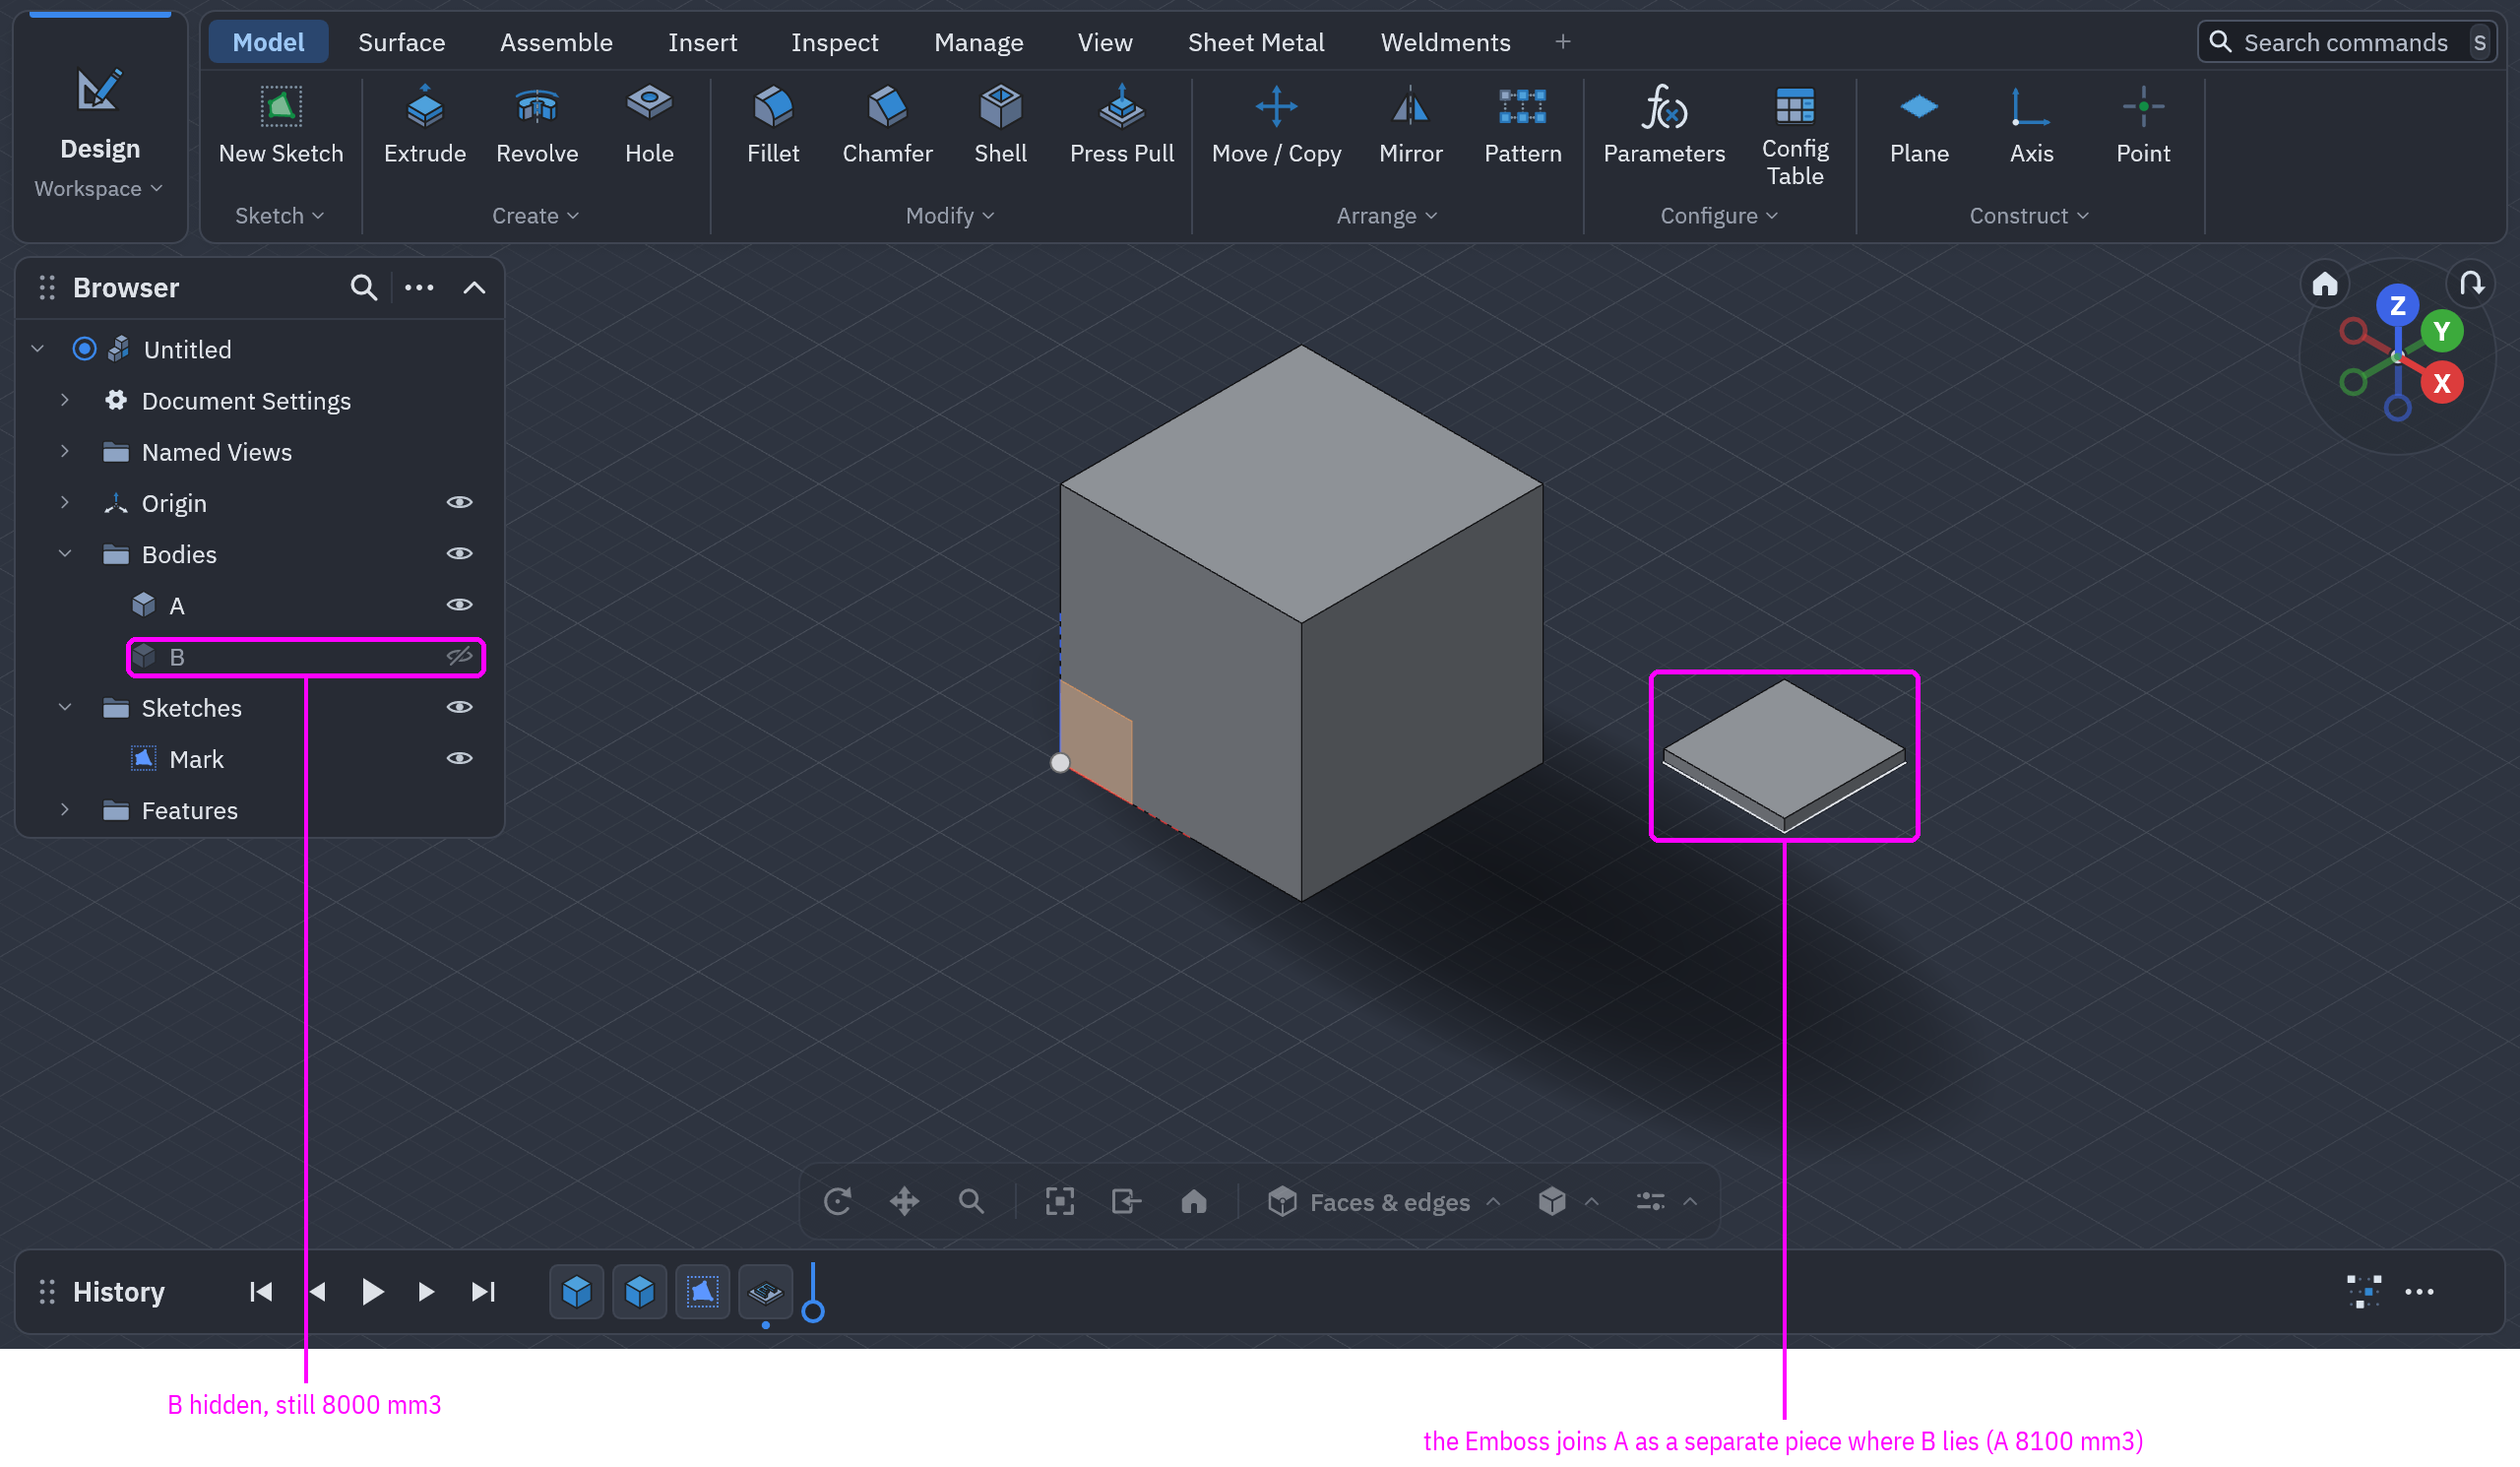 Design
Workspace
Model Surface Assemble Insert Inspect Manage View Sheet Metal Weldments +
Search commands S
New Sketch Extrude Revolve Hole Fillet Chamfer Shell Press Pull Move / Copy Mirror Pattern Parameters Config Table Plane Axis Point
Sketch Create Modify Arrange Configure Construct
Browser
Untitled
Document Settings
Named Views
Origin
Bodies
A
B
Sketches
Mark
Features
Z
Y
X
Faces & edges
History
B hidden, still 8000 mm3
the Emboss joins A as a separate piece where B lies (A 8100 mm3)